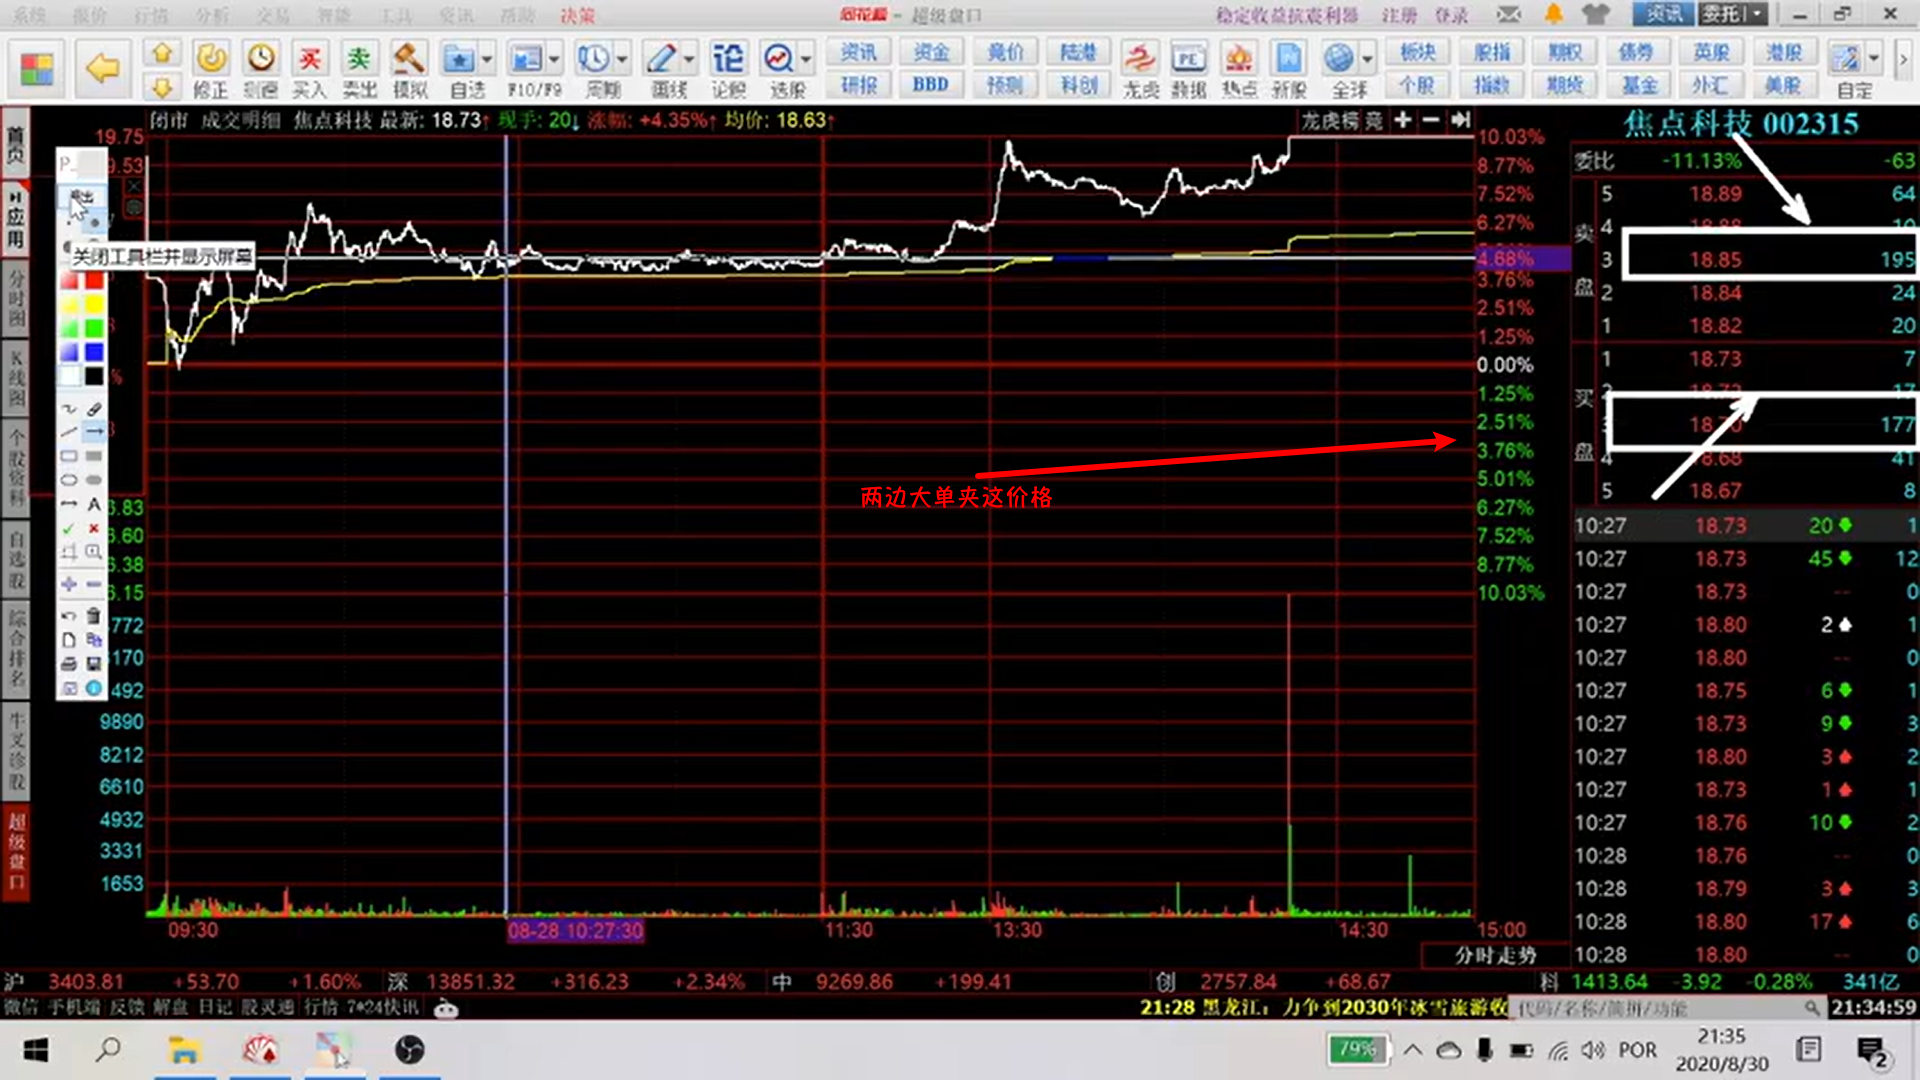 系统 报价 行情 分析 交易 智能 工具 资讯 帮助 决策
同花顺 - 超级盘口
稳定收益抗震利器 注册 登录 资讯 委托
修正 测速 买入 卖出 模拟 自选 F10/F9 周期 画线 论股 选股
买 卖 论
资讯 资金 竞价 陆港
研报 BBD 预测 科创
龙虎 数据 热点 新股 全球
PE
板块 股指 期权 债券 英股 港股
个股 指数 期货 基金 外汇 美股
自定
首页
应用
分时图
K线图
个股资料
自选股
综合排名
牛叉诊股
超级盘口
闭市 成交明细 焦点科技 最新: 18.73↑ 现手: 20↓ 涨幅: +4.35%↑ 均价: 18.63↑
龙虎榜 竞
关闭工具栏并显示屏幕
19.75
9.53
.83
.60
.38
.15
772
170
492
9890
8212
6610
4932
3331
1653
10.03%
8.77%
7.52%
6.27%
4.68%
3.76%
2.51%
1.25%
0.00%
1.25%
2.51%
3.76%
5.01%
6.27%
7.52%
8.77%
10.03%
两边大单夹这价格
09:30 08-28 10:27:30 11:30 13:30 14:30 15:00
分时走势
焦点科技 002315
委比 -11.13% -63
卖盘
5 18.89 64
4 18.88 10
3 18.85 195
2 18.84 24
1 18.82 20
买盘
1 18.73 7
2 18.72 17
3 18.70 177
4 18.68 41
5 18.67 8
10:27 18.73 20 1
10:27 18.73 45 12
10:27 18.73 -- 0
10:27 18.80 2 1
10:27 18.80 -- 0
10:27 18.75 6 1
10:27 18.73 9 3
10:27 18.80 3 2
10:27 18.73 1 1
10:27 18.76 10 2
10:28 18.76 -- 0
10:28 18.79 3 3
10:28 18.80 17 6
10:28 18.80 -- 0
沪 3403.81 +53.70 +1.60% 深 13851.32 +316.23 +2.34% 中 9269.86 +199.41 创 2757.84 +68.67 科 1413.64 -3.92 -0.28% 341亿
微信 手机端 反馈 解盘 日记 股灵通 行情 7*24快讯
21:28 黑龙江: 力争到2030年冰雪旅游收
代码/名称/简拼/功能
21:34:59
79%
POR
21:35
2020/8/30
2